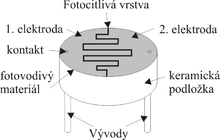 Fotocitlivá vrstva
1. elektroda
2. elektroda
kontakt
fotovodivý
materiál
keramická
podložka
Vývody